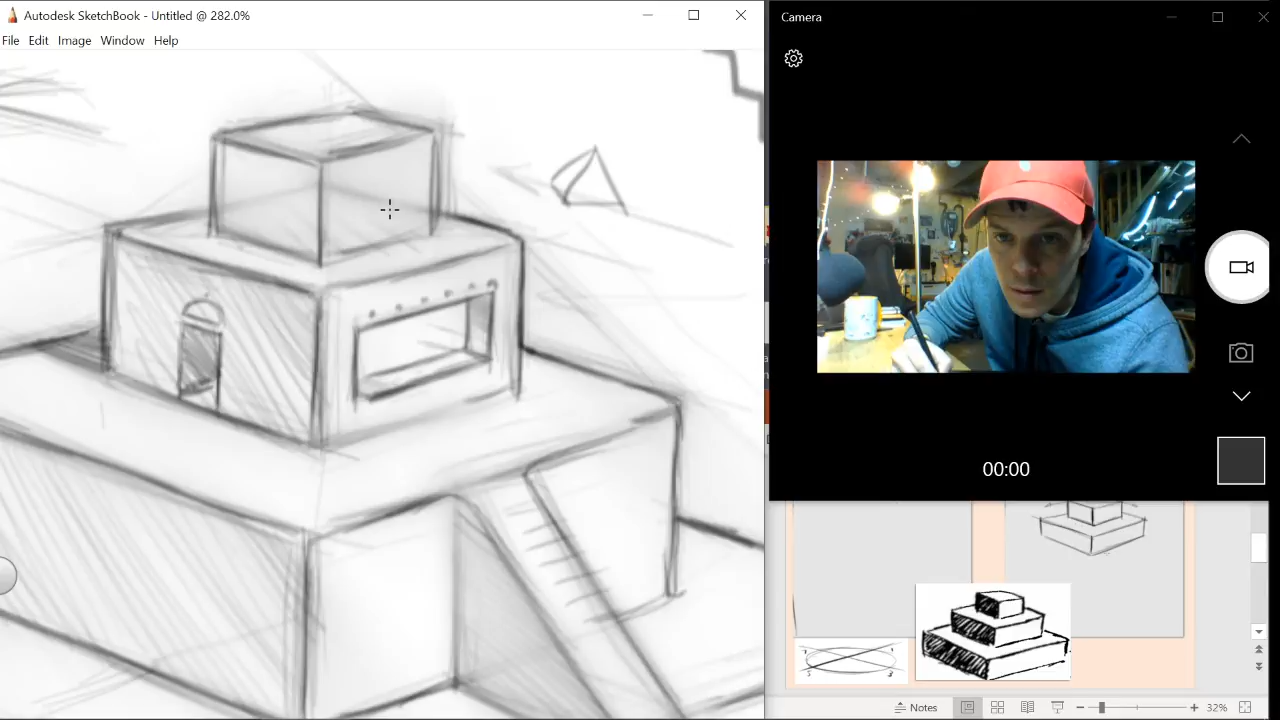 Autodesk SketchBook - Untitled @ 282.0%
File Edit Image Window Help
Camera
00:00
Notes
32%